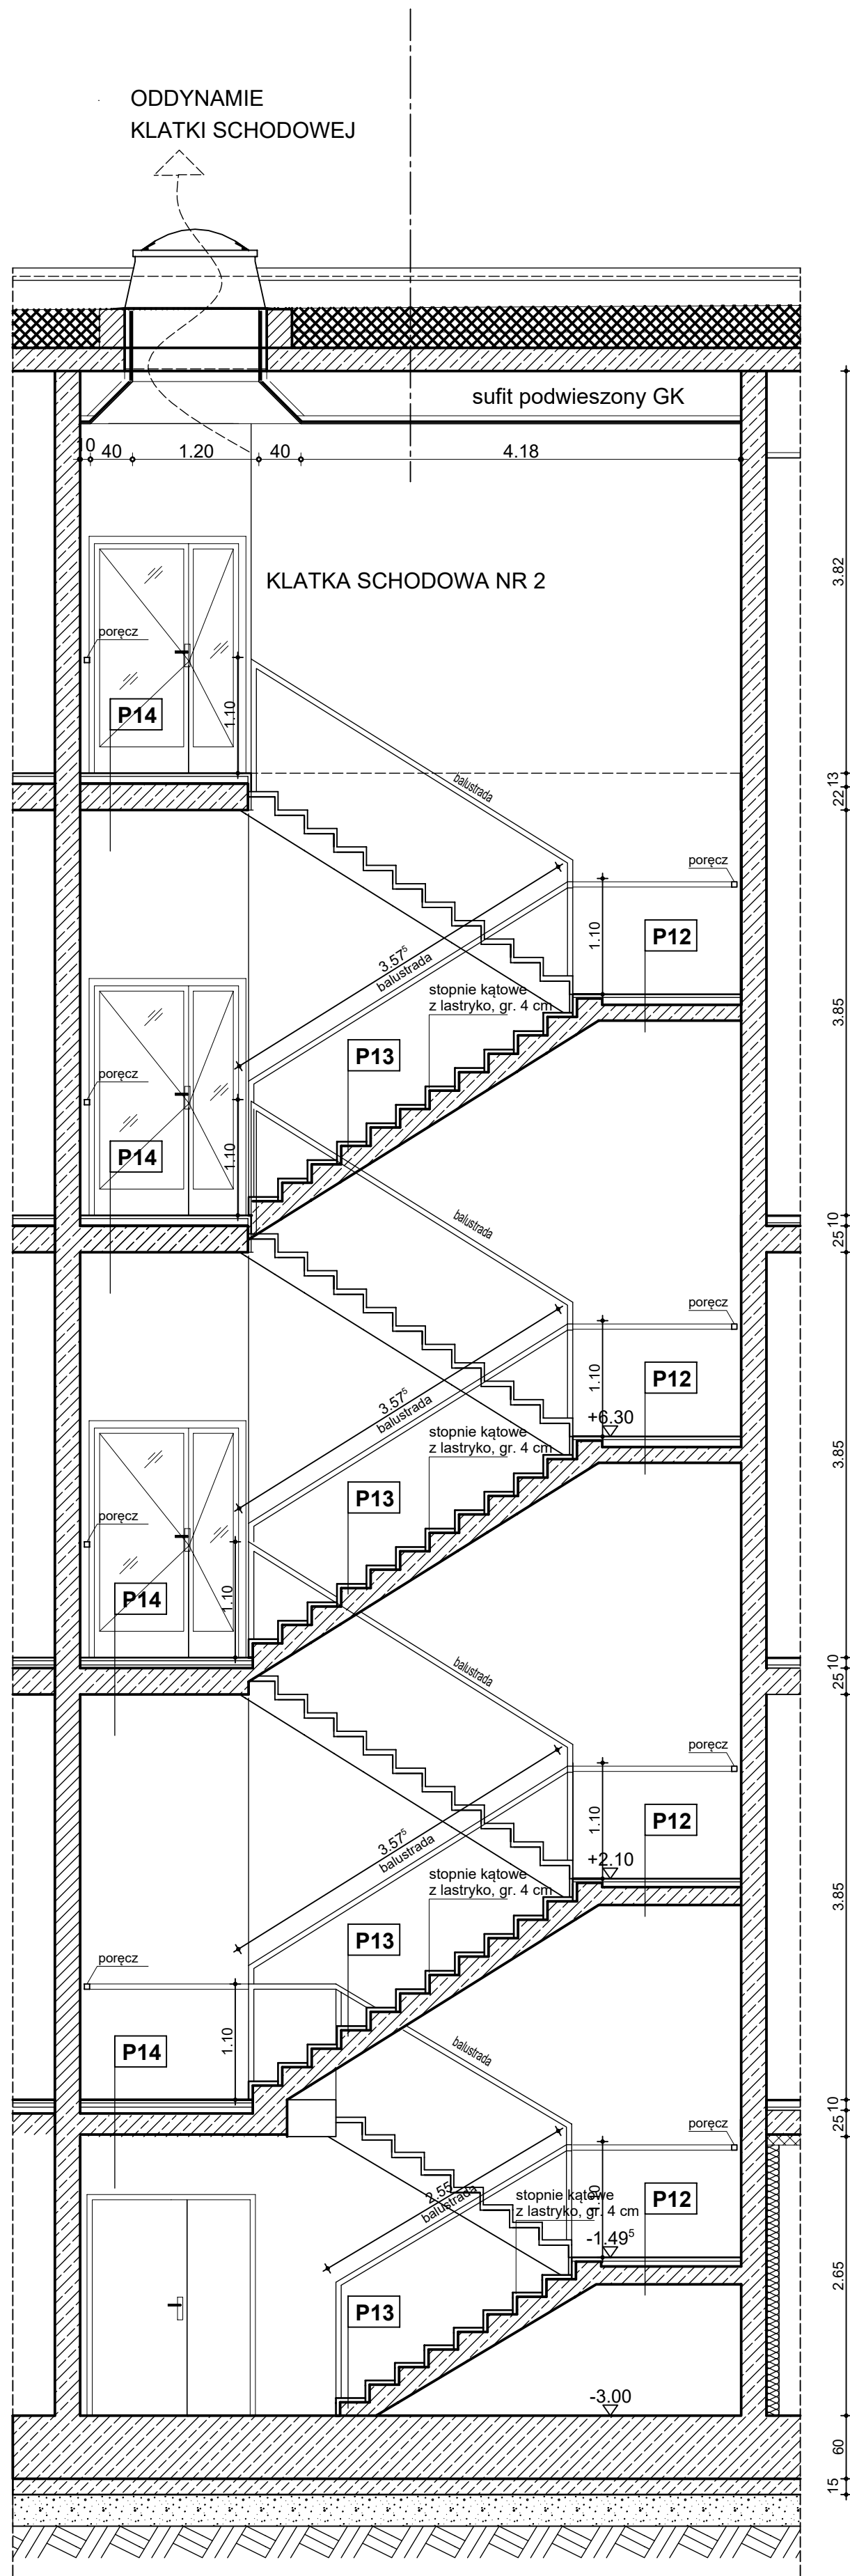 ODDYNAMIE
KLATKI SCHODOWEJ
sufit podwieszony GK
10
40
1.20
40
4.18
3.82
KLATKA SCHODOWA NR 2
poręcz
P14
1.10
balustrada
13
22
poręcz
1.10
P12
3.57⁵
balustrada
stopnie kątowe
z lastryko, gr. 4 cm
3.85
P13
poręcz
P14
1.10
balustrada
10
25
poręcz
1.10
P12
3.57⁵
balustrada
+6.30
stopnie kątowe
z lastryko, gr. 4 cm
3.85
P13
poręcz
P14
1.10
balustrada
10
25
poręcz
1.10
P12
3.57⁵
balustrada
+2.10
stopnie kątowe
z lastryko, gr. 4 cm
3.85
P13
poręcz
P14
1.10
balustrada
10
25
poręcz
1.10
P12
2.55
balustrada
stopnie kątowe
z lastryko, gr. 4 cm
-1.49⁵
2.65
P13
-3.00
60
15